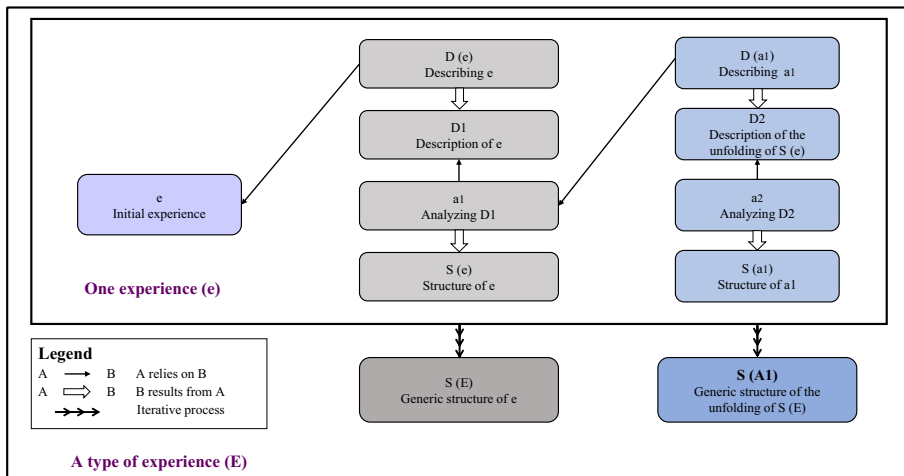 D (e)
Describing e
D (a1)
Describing a1
D1
Description of e
D2
Description of the
unfolding of S (e)
e
Initial experience
a1
Analyzing D1
a2
Analyzing D2
S (e)
Structure of e
S (a1)
Structure of a1
One experience (e)
Legend
A B A relies on B
A B B results from A
Iterative process
S (E)
Generic structure of e
S (A1)
Generic structure of the
unfolding of S (E)
A type of experience (E)